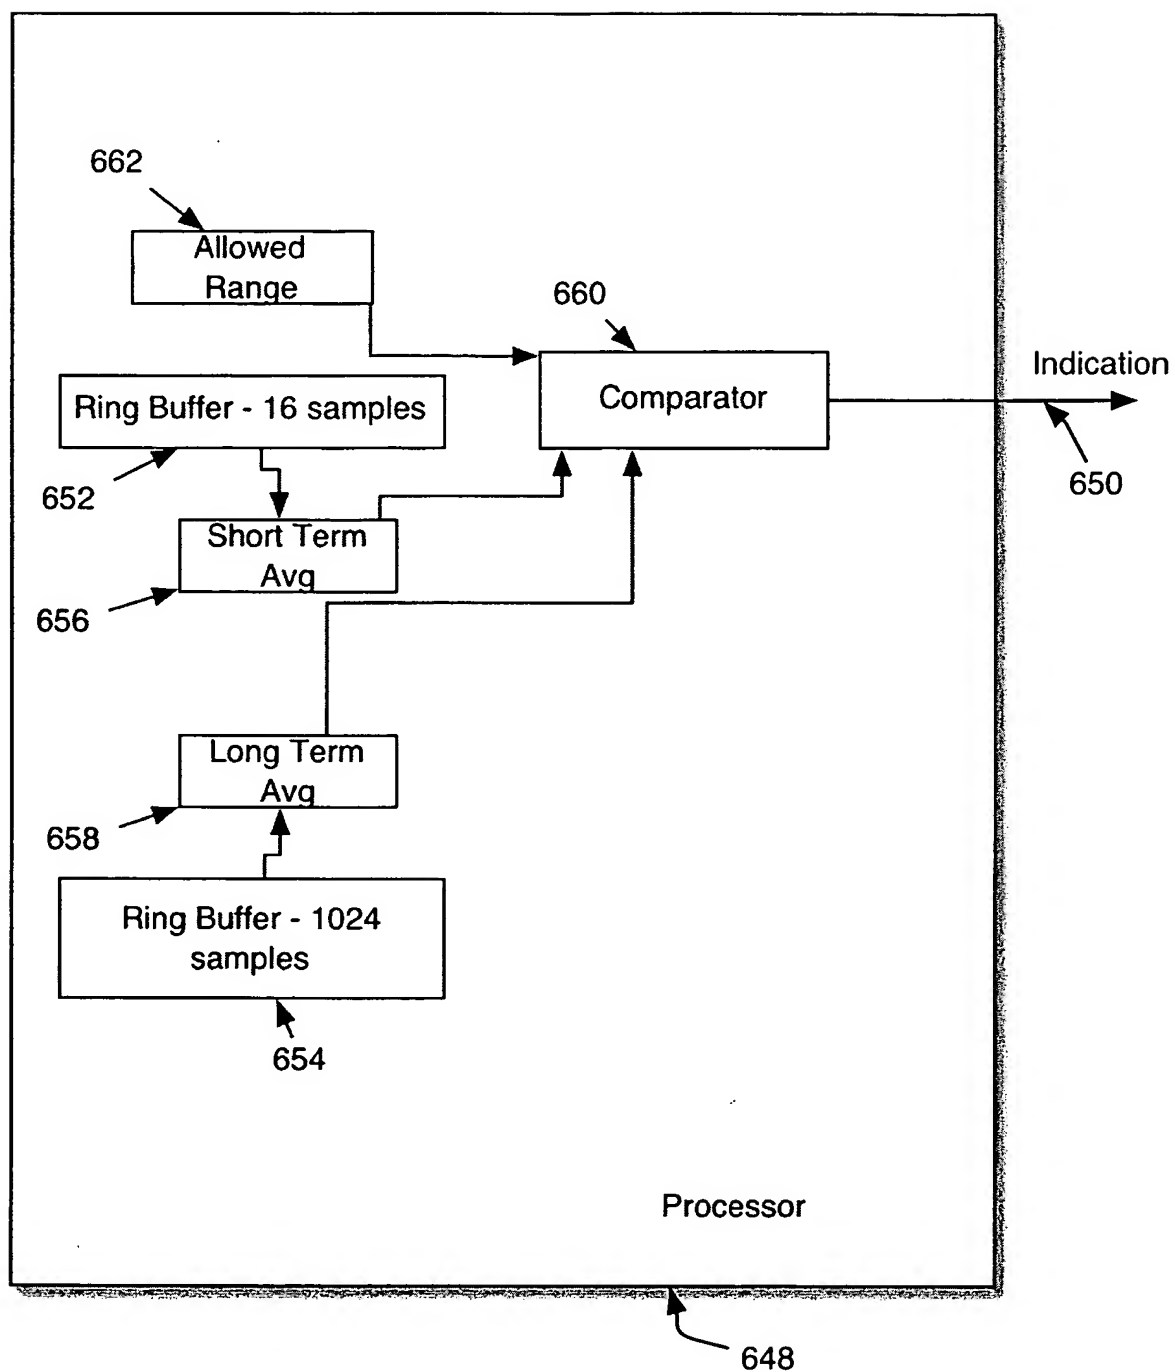 662
Allowed
Range
660
Comparator
Indication
650
Ring Buffer - 16 samples
652
Short Term
Avg
656
Long Term
Avg
658
Ring Buffer - 1024
samples
654
Processor
648